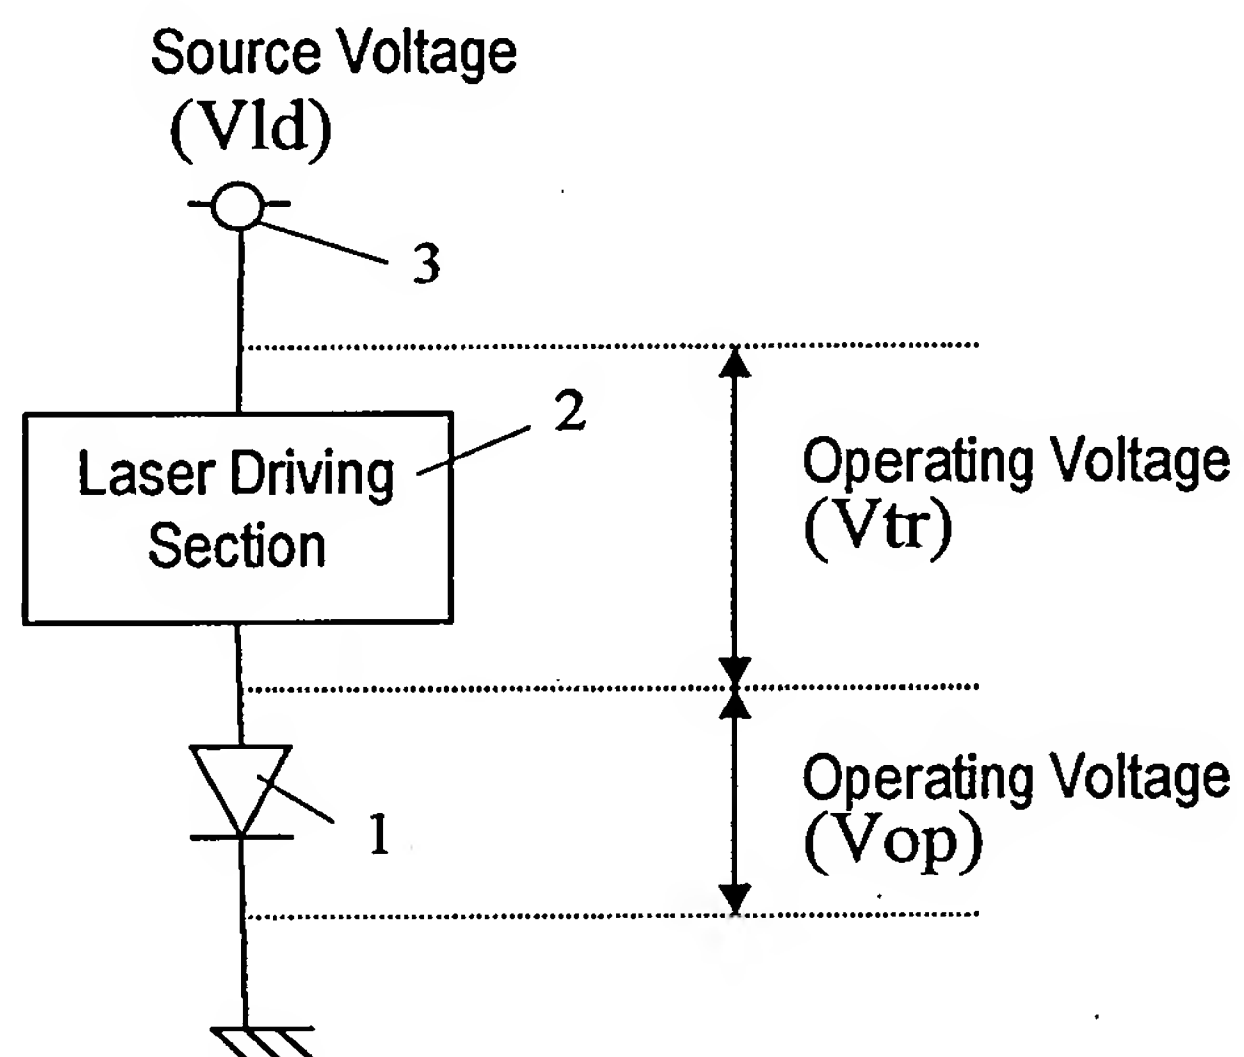 Source Voltage
(Vld)
3
2
Laser Driving
Section
Operating Voltage
(Vtr)
Operating Voltage
(Vop)
1